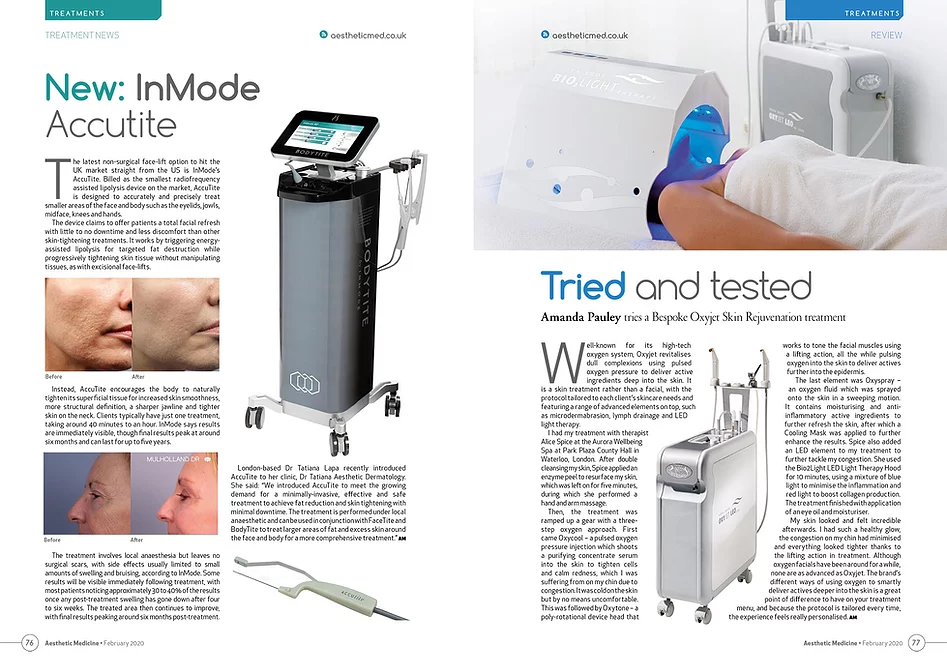 TREATMENTS
TREATMENT NEWS
aestheticmed.co.uk
New: InMode
Accutite
The latest non-surgical face-lift option to hit the
UK market straight from the US is InMode's
AccuTite. Billed as the smallest radiofrequency
assisted lipolysis device on the market, AccuTite
is designed to accurately and precisely treat
smaller areas of the face and body such as the eyelids, jowls,
midface, knees and hands.
The device claims to offer patients a total facial refresh
with little to no downtime and less discomfort than other
skin-tightening treatments. It works by triggering energy-
assisted lipolysis for targeted fat destruction while
progressively tightening skin tissue without manipulating
tissues, as with excisional face-lifts.
Before
After
Instead, AccuTite encourages the body to naturally
tighten its superficial tissue for increased skin smoothness,
more structural definition, a sharper jawline and tighter
skin on the neck. Clients typically have just one treatment,
taking around 40 minutes to an hour. InMode says results
are immediately visible, though final results peak at around
six months and can last for up to five years.
MULHOLLAND DR
Before
After
The treatment involves local anaesthesia but leaves no
surgical scars, with side effects usually limited to small
amounts of swelling and bruising, according to InMode. Some
results will be visible immediately following treatment, with
most patients noticing approximately 30 to 40% of the results
once any post-treatment swelling has gone down after four
to six weeks. The treated area then continues to improve,
with final results peaking around six months post-treatment.
BODYTITE
BODYTITE
London-based Dr Tatiana Lapa recently introduced
AccuTite to her clinic, Dr Tatiana Aesthetic Dermatology.
She said: "We introduced AccuTite to meet the growing
demand for a minimally-invasive, effective and safe
treatment to achieve fat reduction and skin tightening with
minimal downtime. The treatment is performed under local
anaesthetic and can be used in conjunction with FaceTite and
BodyTite to treat larger areas of fat and excess skin around
the face and body for a more comprehensive treatment." AM
accutite
76
Aesthetic Medicine • February 2020
TREATMENTS
aestheticmed.co.uk
REVIEW
BIO2LIGHT
THERAPY
OXYJET LED
Tried and tested
Amanda Pauley tries a Bespoke Oxyjet Skin Rejuvenation treatment
Well-known for its high-tech
oxygen system, Oxyjet revitalises
dull complexions using pulsed
oxygen pressure to deliver active
ingredients deep into the skin. It
is a skin treatment rather than a facial, with the
protocol tailored to each client's skincare needs and
featuring a range of advanced elements on top, such
as microdermabrasion, lymph drainage and LED
light therapy.
I had my treatment with therapist
Alice Spice at the Aurora Wellbeing
Spa at Park Plaza County Hall in
Waterloo, London. After double
cleansing my skin, Spice applied an
enzyme peel to resurface my skin,
which was left on for five minutes,
during which she performed a
hand and arm massage.
Then, the treatment was
ramped up a gear with a three-
step oxygen approach. First
came Oxycool – a pulsed oxygen
pressure injection which shoots
a purifying concentrate serum
into the skin to tighten cells
and calm redness, which I was
suffering from on my chin due to
congestion. It was cold on the skin
but by no means uncomfortable.
This was followed by Oxytone – a
poly-rotational device head that
works to tone the facial muscles using
a lifting action, all the while pulsing
oxygen into the skin to deliver actives
further into the epidermis.
The last element was Oxyspray –
an oxygen fluid which was sprayed
onto the skin in a sweeping motion.
It contains moisturising and anti-
inflammatory active ingredients to
further refresh the skin, after which a
Cooling Mask was applied to further
enhance the results. Spice also added
an LED element to my treatment to
further tackle my congestion. She used
the Bio2Light LED Light Therapy Hood
for 10 minutes, using a mixture of blue
light to minimise the inflammation and
red light to boost collagen production.
The treatment finished with application
of an eye oil and moisturiser.
My skin looked and felt incredible
afterwards. I had such a healthy glow,
the congestion on my chin had minimised
and everything looked tighter thanks to
the lifting action in treatment. Although
oxygen facials have been around for a while,
none are as advanced as Oxyjet. The brand's
different ways of using oxygen to smartly
deliver actives deeper into the skin is a great
point of difference to have on your treatment
menu, and because the protocol is tailored every time,
the experience feels really personalised. AM
OXYJET LED
Aesthetic Medicine • February 2020
77